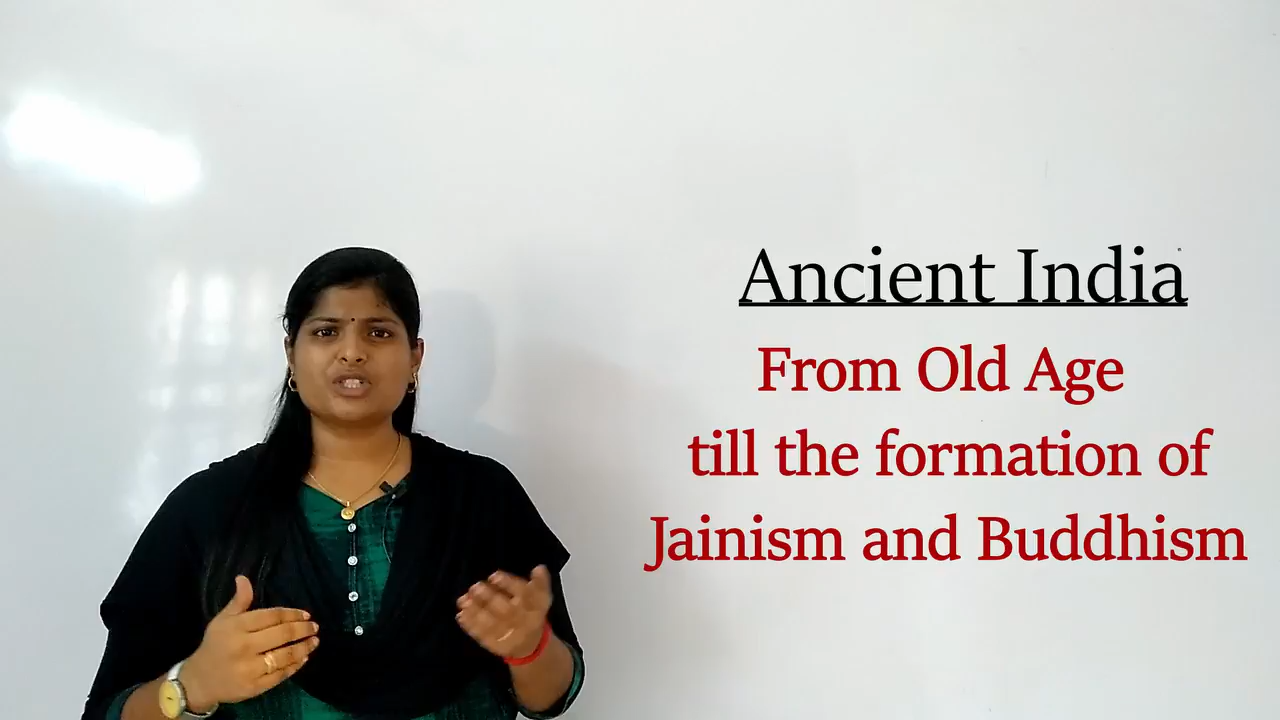 Ancient India
From Old Age
till the formation of
Jainism and Buddhism